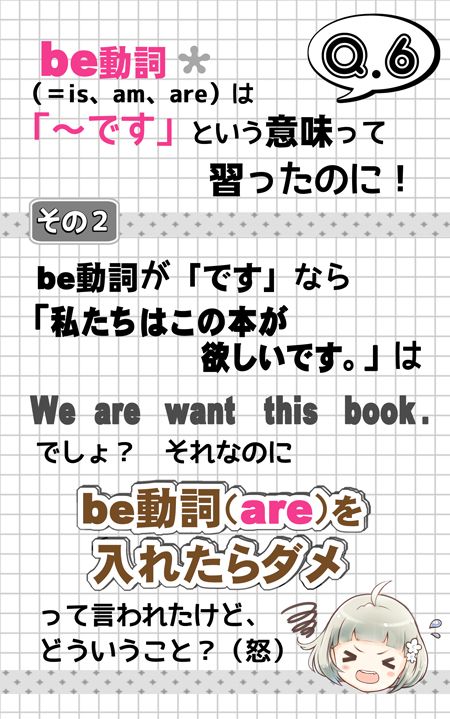 Q.6
be動詞*
(=is、am、are)は
「~です」という意味って
習ったのに!
その2
be動詞が「です」なら
「私たちはこの本が
欲しいです。」は
We are want this book.
でしょ? それなのに
be動詞(are)を
入れたらダメ
って言われたけど、
どういうこと?(怒)